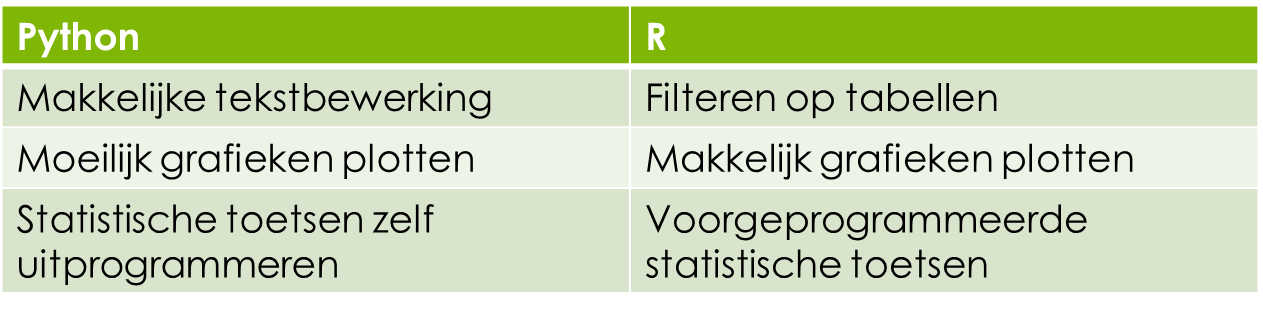 Python
R
Makkelijke tekstbewerking
Filteren op tabellen
Moeilijk grafieken plotten
Makkelijk grafieken plotten
Statistische toetsen zelf
uitprogrammeren
Voorgeprogrammeerde
statistische toetsen